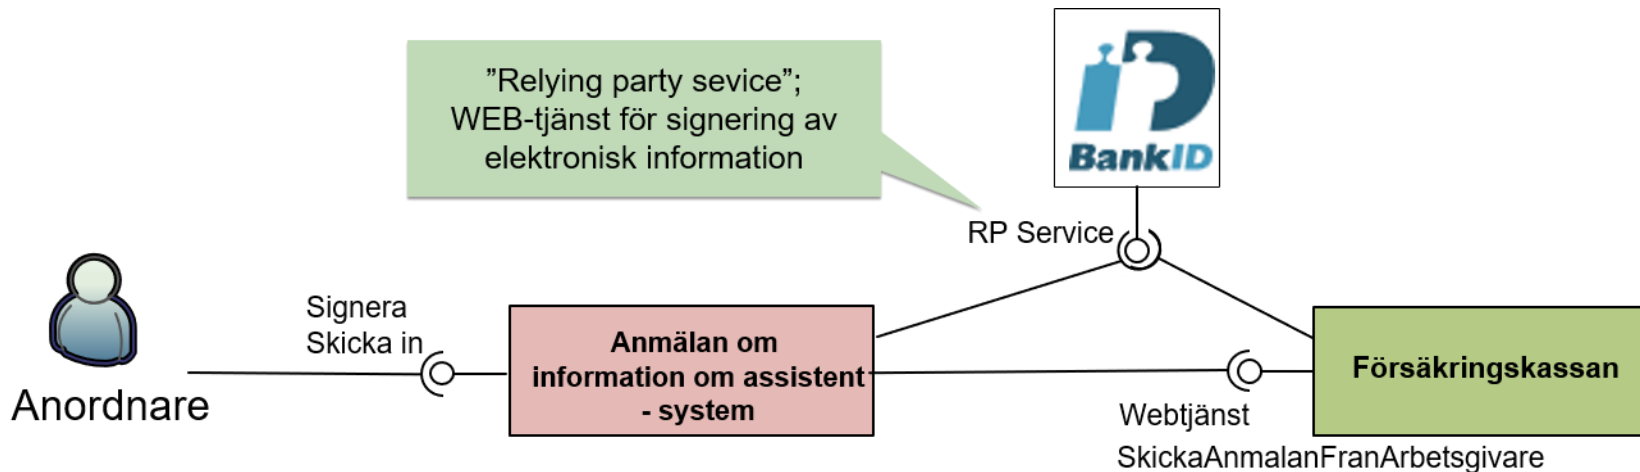 ”Relying party sevice”;
WEB-tjänst för signering av
elektronisk information
BankID
RP Service
Signera
Skicka in
Anordnare
Anmälan om
information om assistent
- system
Försäkringskassan
Webtjänst
SkickaAnmalanFranArbetsgivare